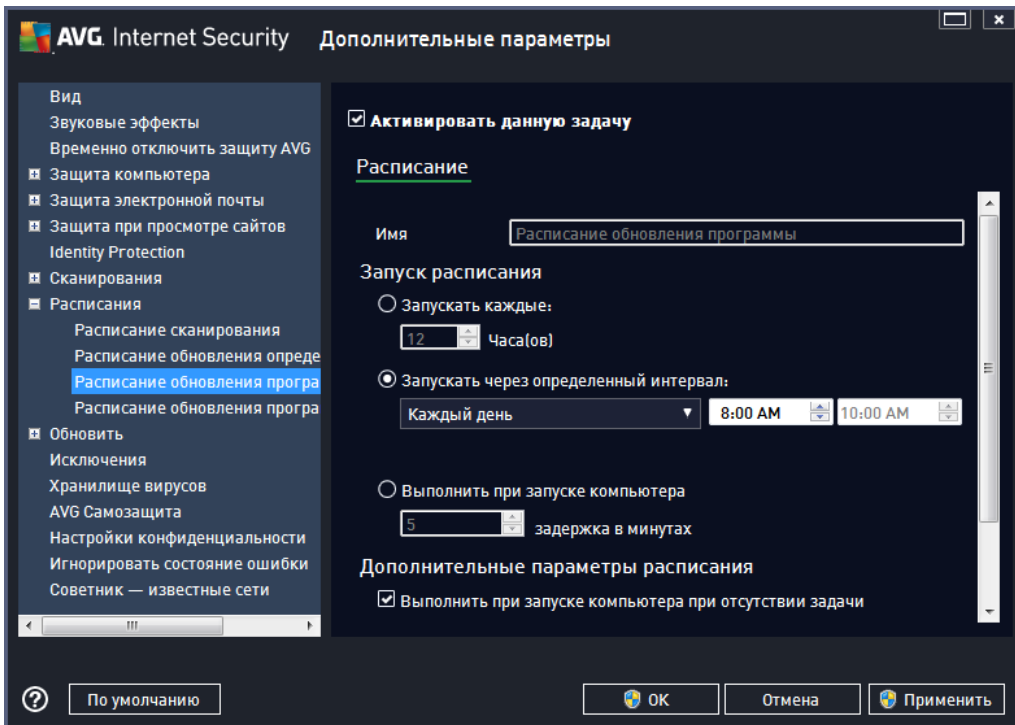 AVG. Internet Security Дополнительные параметры
Вид
Звуковые эффекты
Временно отключить защиту AVG
Защита компьютера
Защита электронной почты
Защита при просмотре сайтов
Identity Protection
Сканирования
Расписания
Расписание сканирования
Расписание обновления опреде
Расписание обновления програ
Расписание обновления програ
Обновить
Исключения
Хранилище вирусов
AVG Самозащита
Настройки конфиденциальности
Игнорировать состояние ошибки
Советник — известные сети
Активировать данную задачу
Расписание
Имя Расписание обновления программы
Запуск расписания
Запускать каждые:
12 Часа(ов)
Запускать через определенный интервал:
Каждый день 8:00 AM 10:00 AM
Выполнить при запуске компьютера
5 задержка в минутах
Дополнительные параметры расписания
Выполнить при запуске компьютера при отсутствии задачи
? По умолчанию OK Отмена Применить